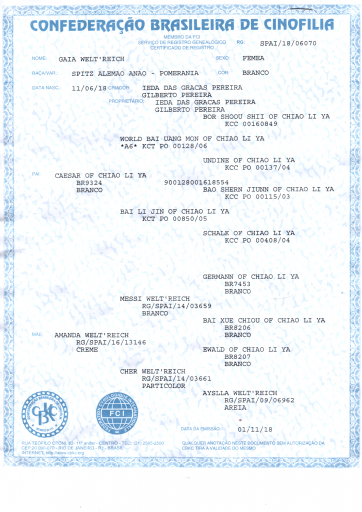 CONFEDERAÇÃO BRASILEIRA DE CINOFILIA
MEMBRO DA FCI
SERVIÇO DE REGISTRO GENEALÓGICO
CERTIFICADO DE REGISTRO
RG: SPAI/18/06070
NOME: GAIA WELT'REICH SEXO: FEMEA
RAÇA/VAR: SPITZ ALEMAO ANAO - POMERANIA COR: BRANCO
DATA NASC.: 11/06/18 CRIADOR: IEDA DAS GRACAS PEREIRA
GILBERTO PEREIRA
PROPRIETÁRIO: IEDA DAS GRACAS PEREIRA
GILBERTO PEREIRA
BOR SHOOU SHII OF CHIAO LI YA
KCC 00160849
WORLD BAI UANG MON OF CHIAO LI YA
*A6* KCT PO 00128/06
UNDINE OF CHIAO LI YA
KCC PO 00137/04
PAI: CAESAR OF CHIAO LI YA
BR9324 900128001618554
BRANCO
BAO SHERN JIUNN OF CHIAO LI YA
KCC PO 00115/03
BAI LI JIN OF CHIAO LI YA
KCT PO 00850/05
SCHALK OF CHIAO LI YA
KCC PO 00408/04
GERMANN OF CHIAO LI YA
BR7453
BRANCO
MESSI WELT'REICH
RG/SPAI/14/03659
BRANCO
BAI XUE CHIOU OF CHIAO LI YA
BR8206
BRANCO
MÃE: AMANDA WELT'REICH
RG/SPAI/16/13146
CREME
EWALD OF CHIAO LI YA
BR8207
BRANCO
CHER WELT'REICH
RG/SPAI/14/03661
PARTICOLOR
AYSLLA WELT'REICH
RG/SPAI/09/06962
AREIA
*
DATA DA EMISSÃO: 01/11/18
CBKC
FCI
QUALQUER ANOTAÇÃO NESTE DOCUMENTO SEM AUTORIZAÇÃO DA
CBKC TIRA A VALIDADE DO MESMO